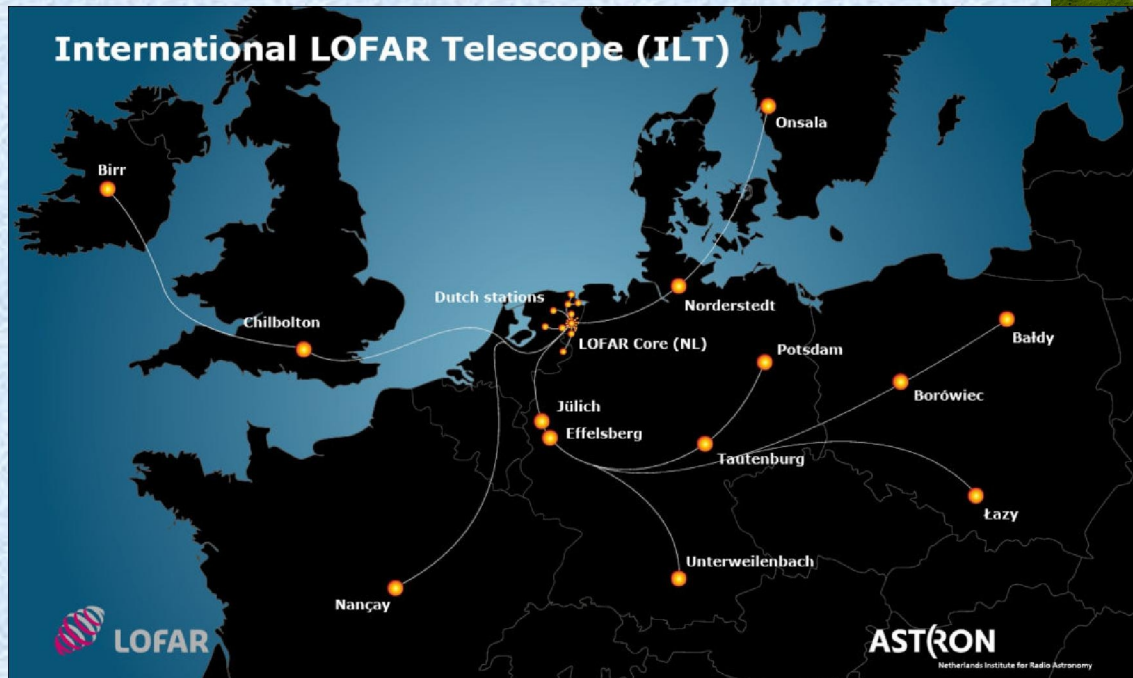 International LOFAR Telescope (ILT)
Onsala
Birr
Dutch stations
Norderstedt
Chilbolton
LOFAR Core (NL)
Bałdy
Potsdam
Borówiec
Jülich
Effelsberg
Tautenburg
Łazy
Unterweilenbach
Nançay
LOFAR
ASTRON
Netherlands Institute for Radio Astronomy